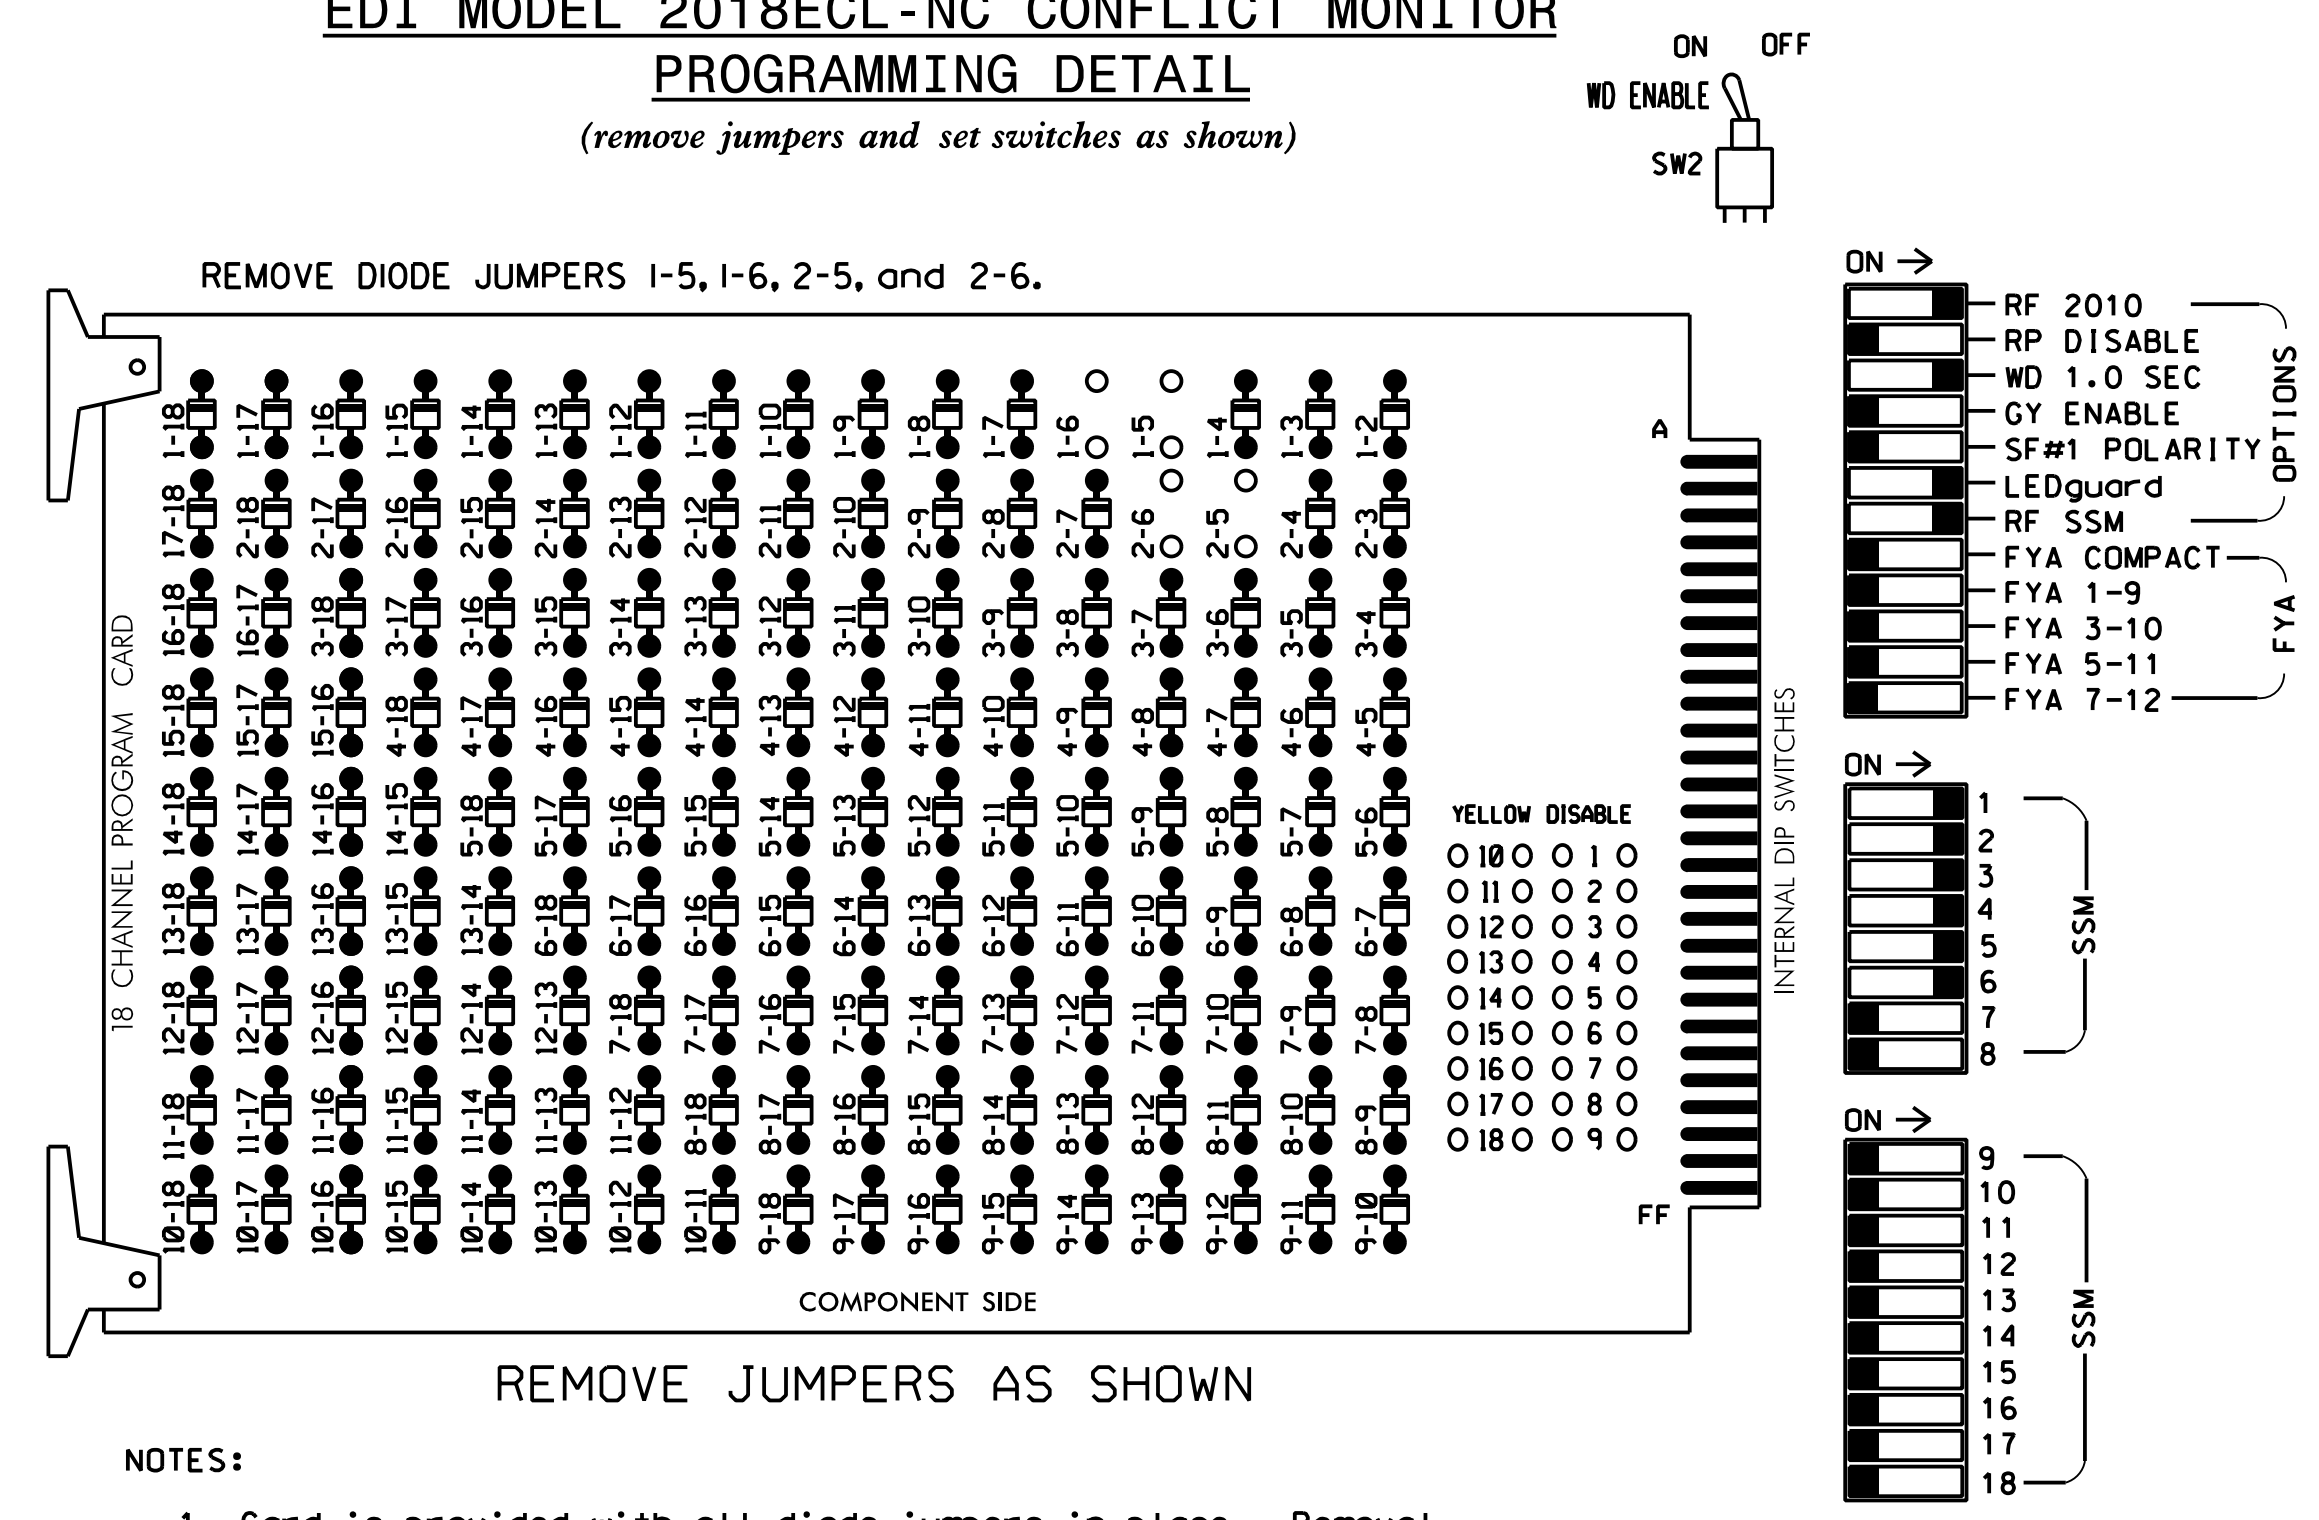 EDI MODEL 2018ECL-NC CONFLICT MONITOR
PROGRAMMING DETAIL
(remove jumpers and set switches as shown)
ON OFF
WD ENABLE
SW2
REMOVE DIODE JUMPERS 1-5, 1-6, 2-5, and 2-6.
18 CHANNEL PROGRAM CARD
1-18 1-17 1-16 1-15 1-14 1-13 1-12 1-11 1-10 1-9 1-8 1-7 1-6 1-5 1-4 1-3 1-2
17-18 2-18 2-17 2-16 2-15 2-14 2-13 2-12 2-11 2-10 2-9 2-8 2-7 2-6 2-5 2-4 2-3
16-18 16-17 3-18 3-17 3-16 3-15 3-14 3-13 3-12 3-11 3-10 3-9 3-8 3-7 3-6 3-5 3-4
15-18 15-17 15-16 4-18 4-17 4-16 4-15 4-14 4-13 4-12 4-11 4-10 4-9 4-8 4-7 4-6 4-5
14-18 14-17 14-16 14-15 5-18 5-17 5-16 5-15 5-14 5-13 5-12 5-11 5-10 5-9 5-8 5-7 5-6
13-18 13-17 13-16 13-15 13-14 6-18 6-17 6-16 6-15 6-14 6-13 6-12 6-11 6-10 6-9 6-8 6-7
12-18 12-17 12-16 12-15 12-14 12-13 7-18 7-17 7-16 7-15 7-14 7-13 7-12 7-11 7-10 7-9 7-8
11-18 11-17 11-16 11-15 11-14 11-13 11-12 8-18 8-17 8-16 8-15 8-14 8-13 8-12 8-11 8-10 8-9
10-18 10-17 10-16 10-15 10-14 10-13 10-12 10-11 9-18 9-17 9-16 9-15 9-14 9-13 9-12 9-11 9-10
A
YELLOW DISABLE
10 1
11 2
12 3
13 4
14 5
15 6
16 7
17 8
18 9
FF
COMPONENT SIDE
INTERNAL DIP SWITCHES
ON
RF 2010
RP DISABLE
WD 1.0 SEC
GY ENABLE
SF#1 POLARITY
LEDguard
RF SSM
OPTIONS
FYA COMPACT
FYA 1-9
FYA 3-10
FYA 5-11
FYA 7-12
FYA
ON
1
2
3
4
5
6
7
8
SSM
ON
9
10
11
12
13
14
15
16
17
18
SSM
REMOVE JUMPERS AS SHOWN
NOTES:
1. Card is provided with all diode jumpers in place. Removal